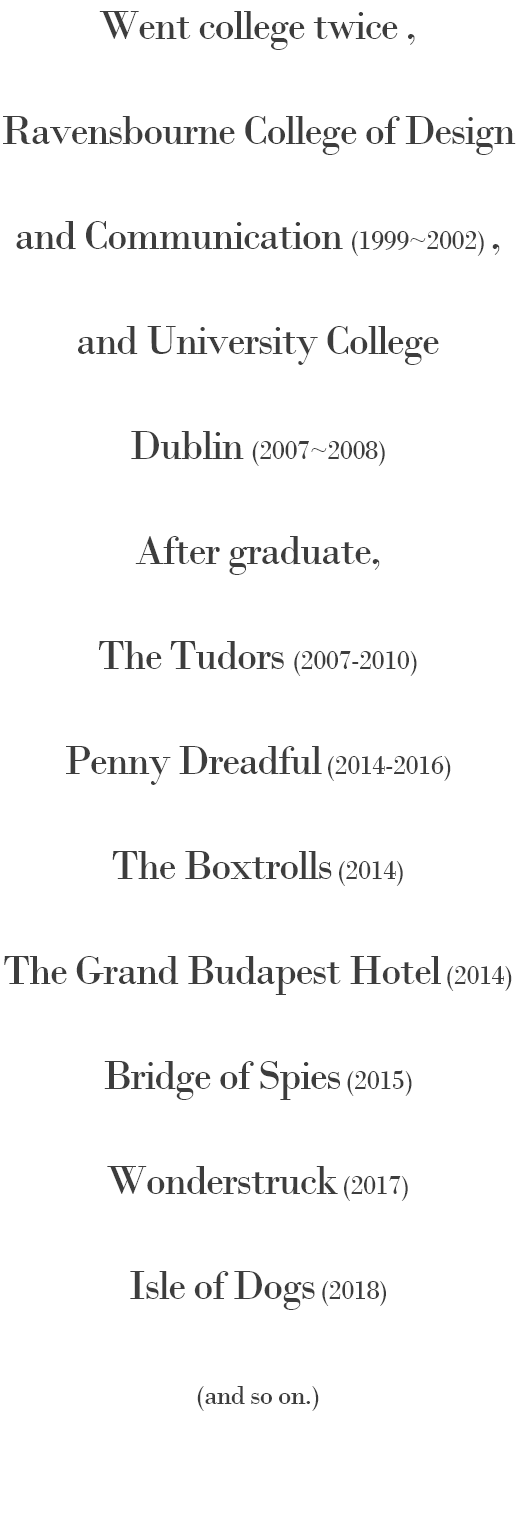 Went college twice ,
Ravensbourne College of Design
and Communication (1999~2002) ,
and University College
Dublin (2007~2008)
After graduate,
The Tudors (2007-2010)
Penny Dreadful (2014-2016)
The Boxtrolls (2014)
The Grand Budapest Hotel (2014)
Bridge of Spies (2015)
Wonderstruck (2017)
Isle of Dogs (2018)
(and so on.)